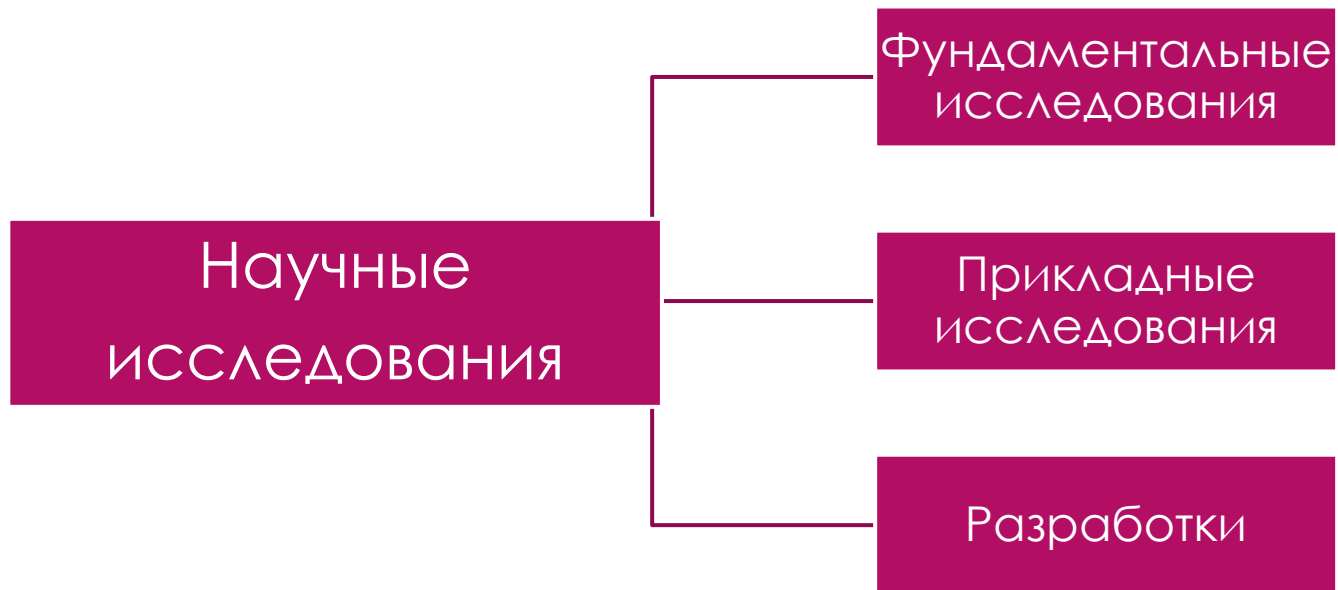 Научные
исследования
Фундаментальные
исследования
Прикладные
исследования
Разработки